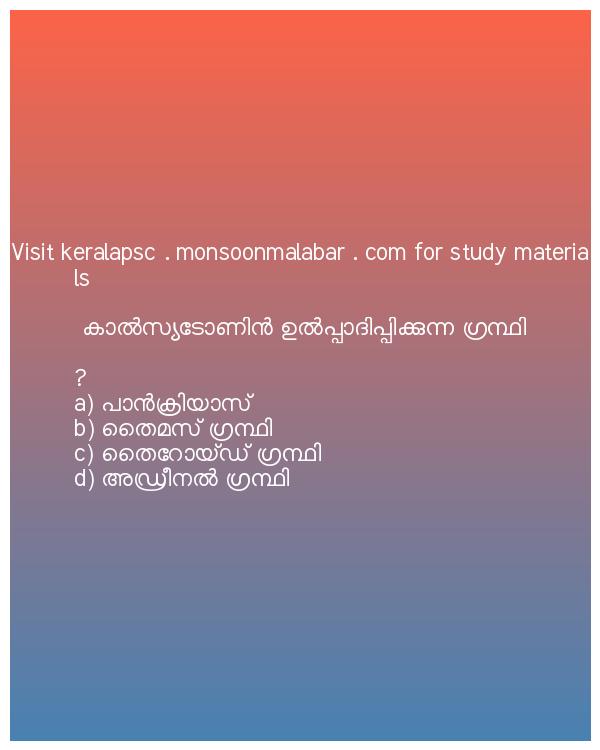 Visit keralapsc . monsoonmalabar . com for study materia
ls
കാൽസ്യടോണിൻ ഉൽപ്പാദിപ്പിക്കുന്ന ഗ്രന്ഥി
?
a) പാൻക്രിയാസ്
b) തൈമസ് ഗ്രന്ഥി
c) തൈറോയ്ഡ് ഗ്രന്ഥി
d) അഡ്രീനൽ ഗ്രന്ഥി